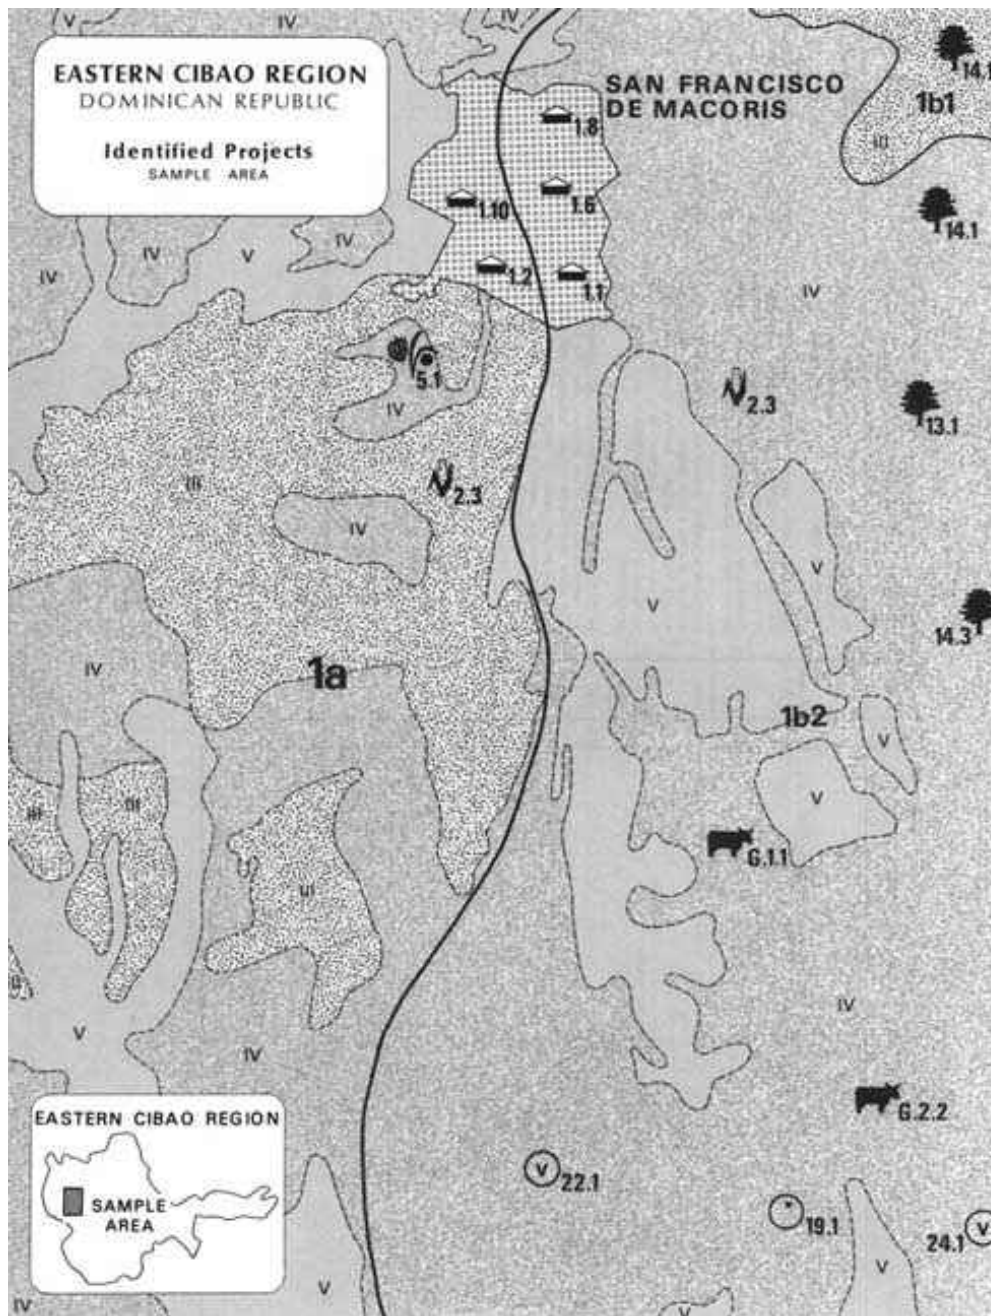 IV
IV
EASTERN CIBAO REGION
DOMINICAN REPUBLIC
Identified Projects
SAMPLE AREA
SAN FRANCISCO
DE MACORIS
14.1
1b1
III
1.8
1.10
1.6
14.1
1.2
1.1
IV
IV
V
IV
IV
5.1
IV
2.3
13.1
III
2.3
IV
V
V
14.3
IV
1a
1b2
V
V
III
III
G.1.1
III
V
IV
IV
G.2.2
EASTERN CIBAO REGION
SAMPLE
AREA
V
22.1
19.1
24.1
V
V
V
IV
V